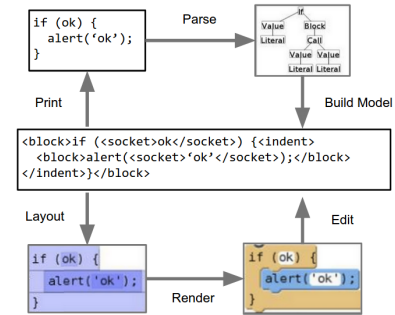 if (ok) {
alert(‘ok’);
}
Parse
If
Value Block
Literal Call
Value Value
Literal Literal
Print
Build Model
<block>if (<socket>ok</socket>) {<indent>
<block>alert(<socket>‘ok’</socket>);</block>
</indent>}</block>
Layout
Edit
if (ok) {
alert('ok');
}
Render
if (ok) {
alert('ok');
}